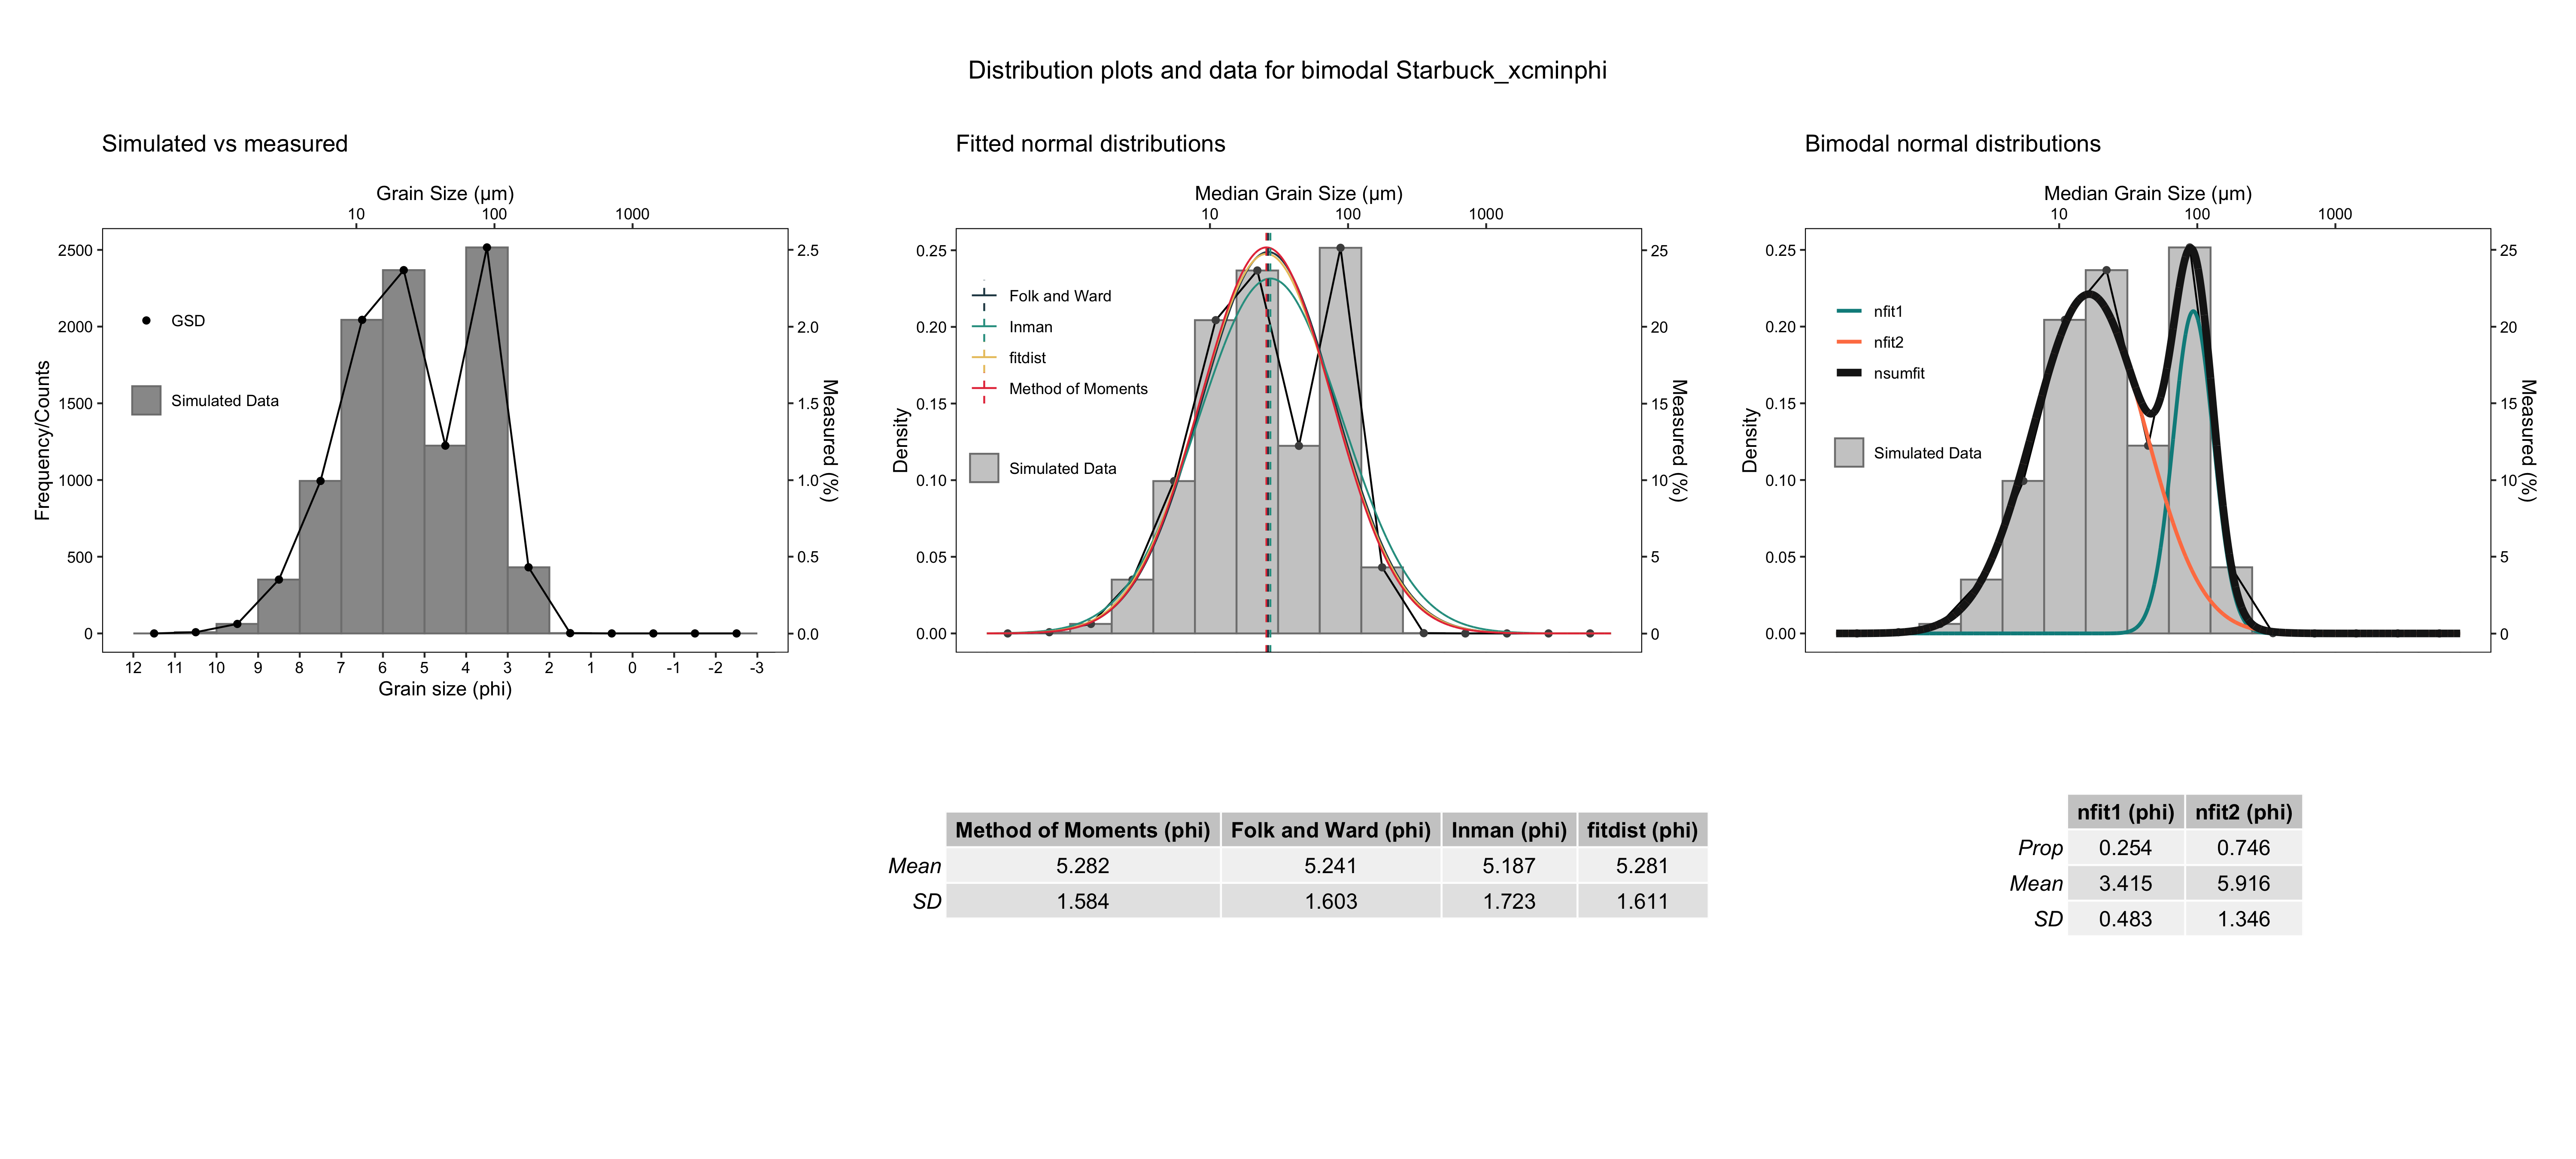 Distribution plots and data for bimodal Starbuck_xcminphi
Simulated vs measured
Grain Size (µm)
10 100 1000
2500
2000
1500
1000
500
0
Frequency/Counts
GSD
Simulated Data
2.5
2.0
1.5
1.0
0.5
0.0
Measured (%)
12 11 10 9 8 7 6 5 4 3 2 1 0 -1 -2 -3
Grain size (phi)
Fitted normal distributions
Median Grain Size (µm)
10 100 1000
0.25
0.20
0.15
0.10
0.05
0.00
Density
Folk and Ward
Inman
fitdist
Method of Moments
Simulated Data
25
20
15
10
5
0
Measured (%)
Bimodal normal distributions
Median Grain Size (µm)
10 100 1000
0.25
0.20
0.15
0.10
0.05
0.00
Density
nfit1
nfit2
nsumfit
Simulated Data
25
20
15
10
5
0
Measured (%)
Method of Moments (phi) Folk and Ward (phi) Inman (phi) fitdist (phi)
Mean 5.282 5.241 5.187 5.281
SD 1.584 1.603 1.723 1.611
nfit1 (phi) nfit2 (phi)
Prop 0.254 0.746
Mean 3.415 5.916
SD 0.483 1.346